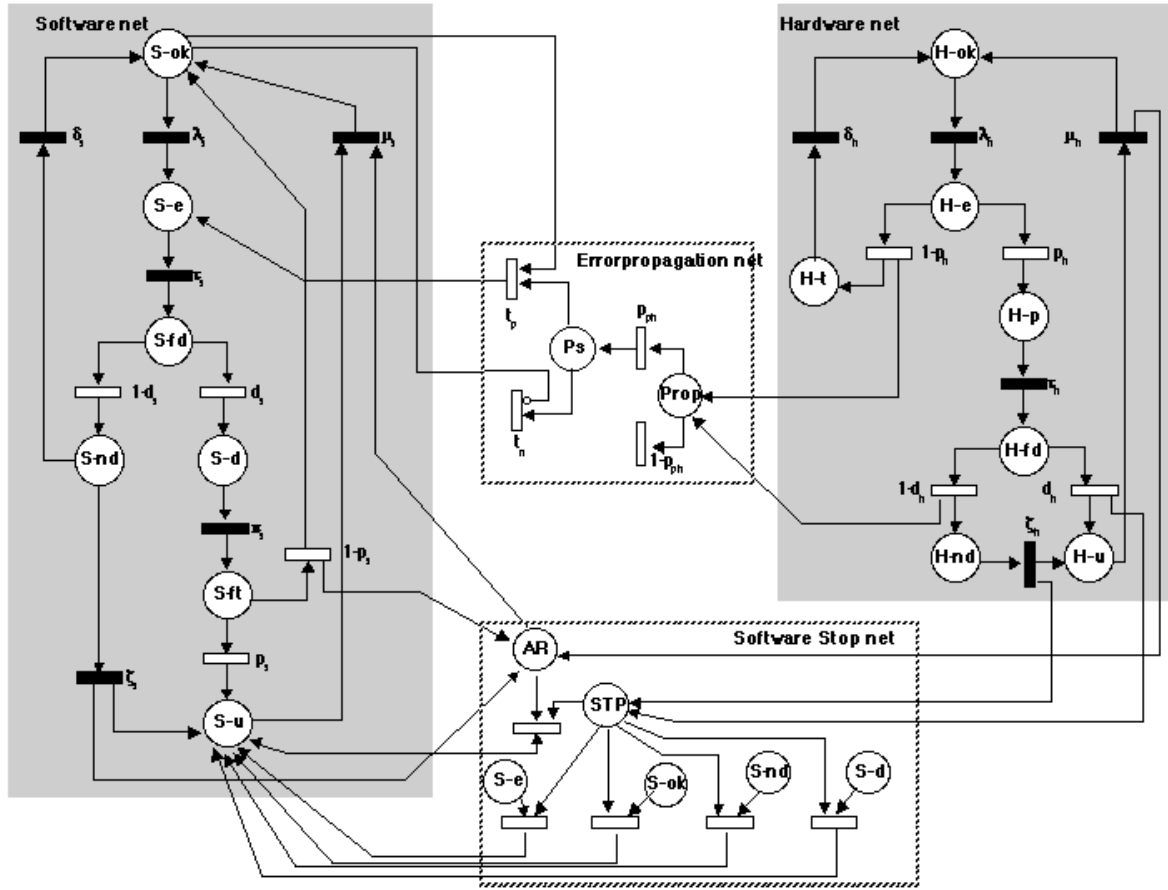 Software net
S-ok
δs
λs
μs
S-e
τs
S-fd
1-ds
ds
S-nd
S-d
πs
1-ps
S-ft
ps
ζs
S-u
Errorpropagation net
tp
pph
Ps
Prop
tn
1-pph
Hardware net
H-ok
δh
λh
μh
H-e
1-ph
ph
H-t
H-p
τh
H-fd
1-dh
dh
ζh
H-nd
H-u
Software Stop net
AR
STP
S-e
S-ok
S-nd
S-d